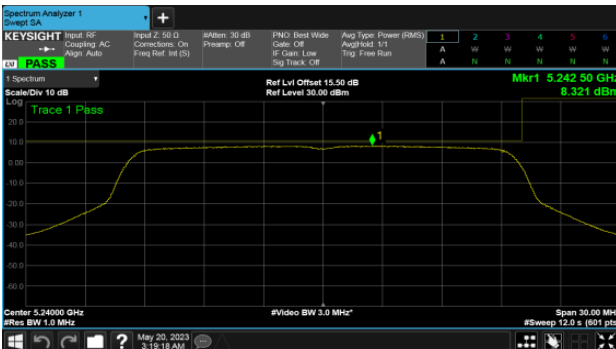 Spectrum Analyzer 1
Swept SA
+
KEYSIGHT Input: RF Input Z: 50 Ω #Atten: 30 dB PNO: Best Wide Avg Type: Power (RMS) 1 2 3 4 5 6
Coupling: AC Corrections: On Preamp: Off Gate: Off Avg|Hold: 1/1 A W W W W W
Align: Auto Freq Ref: Int (S) IF Gain: Low Trig: Free Run
Sig Track: Off
LXI PASS A N N N N N
1 Spectrum Ref Lvl Offset 15.50 dB Mkr1 5.242 50 GHz
Scale/Div 10 dB Ref Level 30.00 dBm 8.321 dBm
Log
Trace 1 Pass
20.0
1
10.0
0.00
-10.0
-20.0
-30.0
-40.0
-50.0
-60.0
Center 5.24000 GHz #Video BW 3.0 MHz* Span 30.00 MHz
#Res BW 1.0 MHz #Sweep 12.0 s (601 pts)
? May 20, 2023
3:19:18 AM